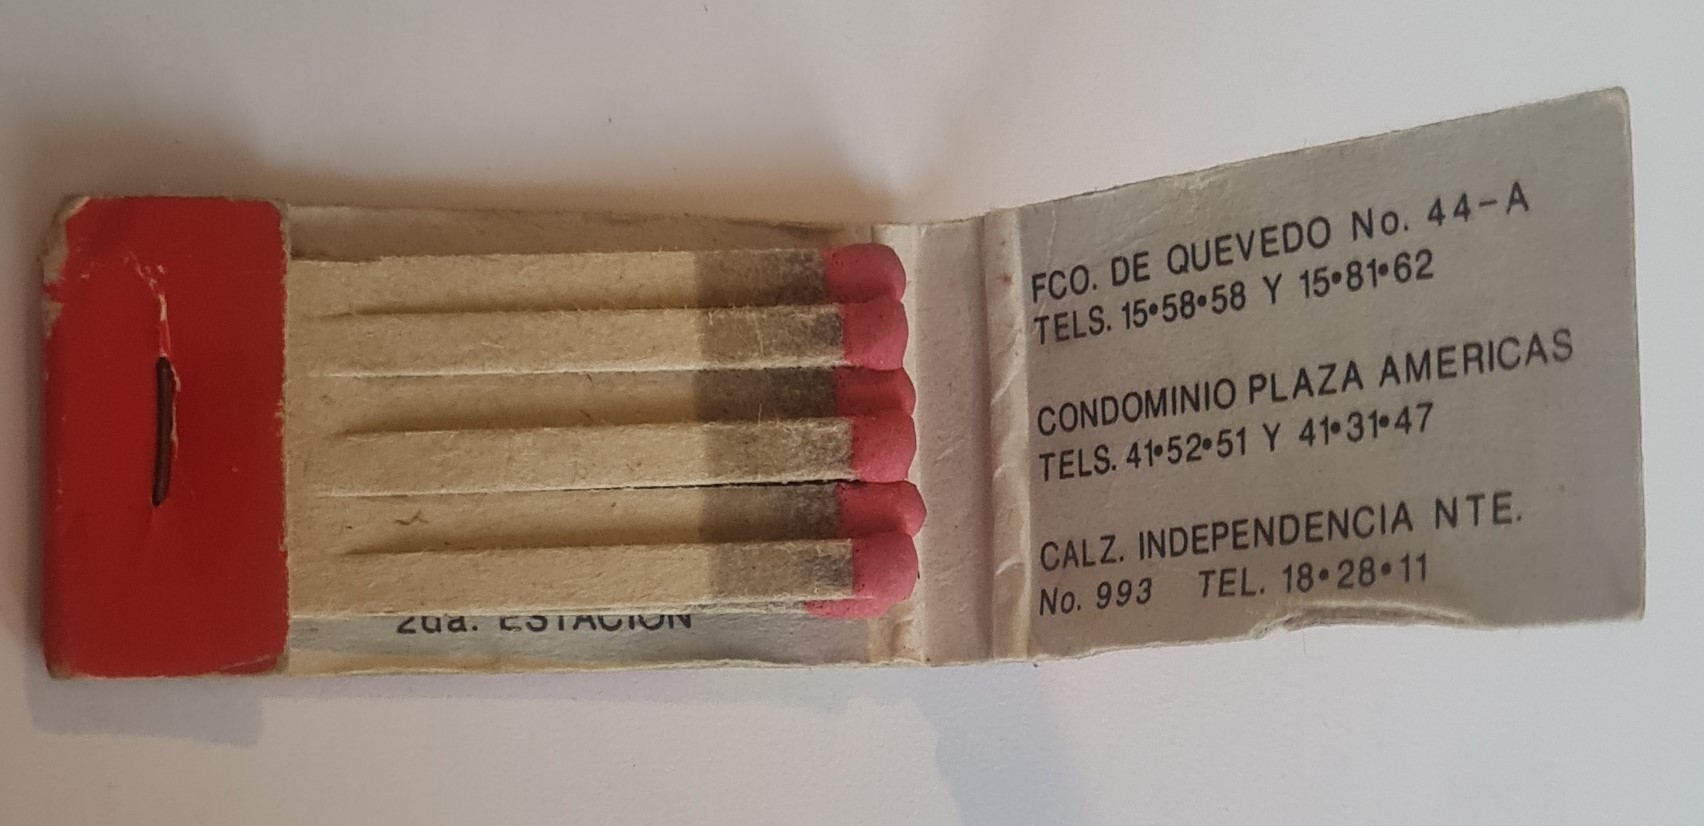 FCO. DE QUEVEDO No. 44-A
TELS. 15•58•58 Y 15•81•62
CONDOMINIO PLAZA AMERICAS
TELS. 41•52•51 Y 41•31•47
CALZ. INDEPENDENCIA NTE.
No. 993 TEL. 18•28•11
2da. ESTACION